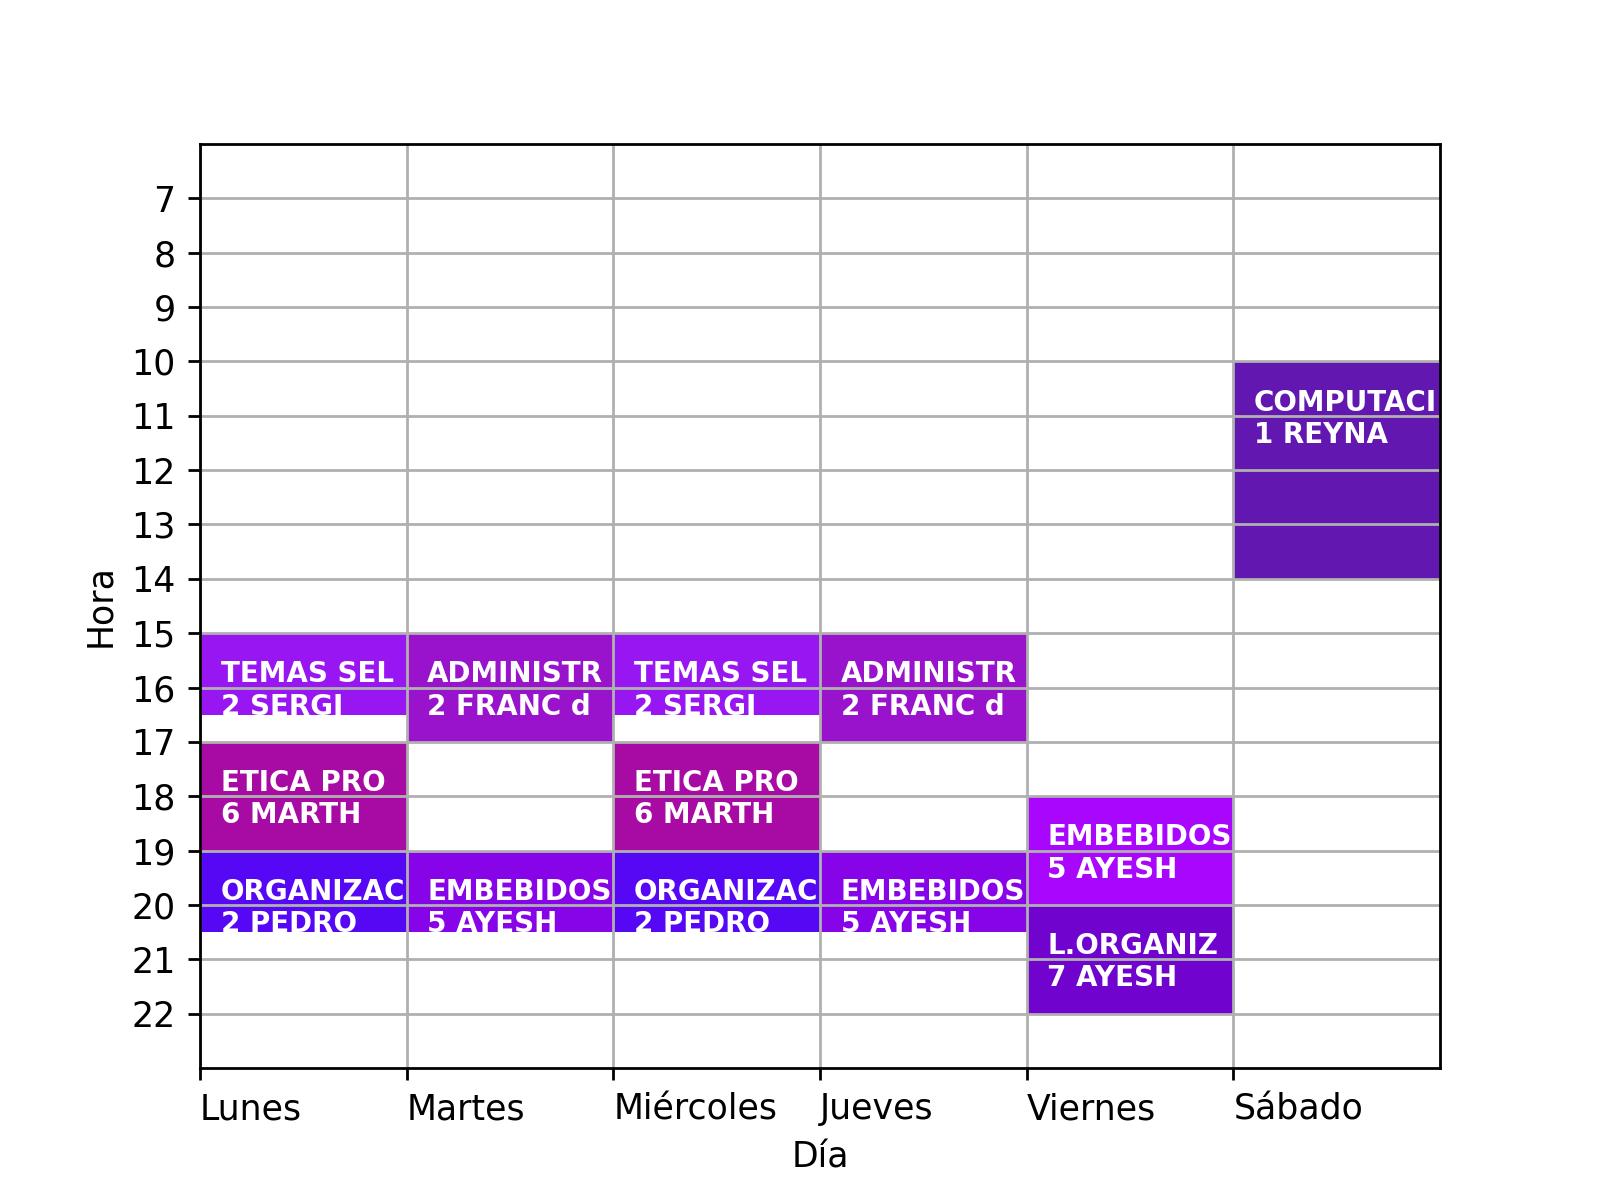 7
8
9
10
11
12
13
14
15
16
17
18
19
20
21
22
Hora
COMPUTACI
1 REYNA
TEMAS SEL
2 SERGI
ADMINISTR
2 FRANC d
TEMAS SEL
2 SERGI
ADMINISTR
2 FRANC d
ETICA PRO
6 MARTH
ETICA PRO
6 MARTH
EMBEBIDOS
5 AYESH
ORGANIZAC
2 PEDRO
EMBEBIDOS
5 AYESH
ORGANIZAC
2 PEDRO
EMBEBIDOS
5 AYESH
L.ORGANIZ
7 AYESH
Lunes Martes Miércoles Jueves Viernes Sábado
Día